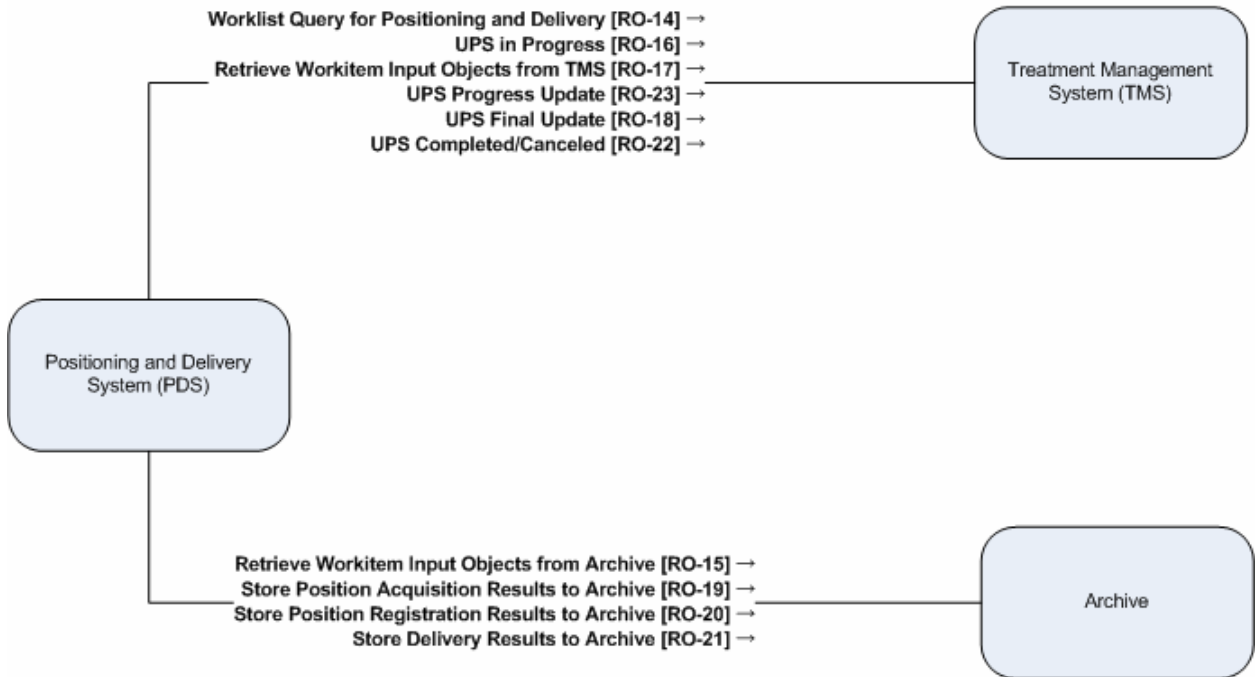 Worklist Query for Positioning and Delivery [RO-14] →
UPS in Progress [RO-16] →
Retrieve Workitem Input Objects from TMS [RO-17] →
UPS Progress Update [RO-23] →
UPS Final Update [RO-18] →
UPS Completed/Canceled [RO-22] →
Treatment Management
System (TMS)
Positioning and Delivery
System (PDS)
Retrieve Workitem Input Objects from Archive [RO-15] →
Store Position Acquisition Results to Archive [RO-19] →
Store Position Registration Results to Archive [RO-20] →
Store Delivery Results to Archive [RO-21] →
Archive